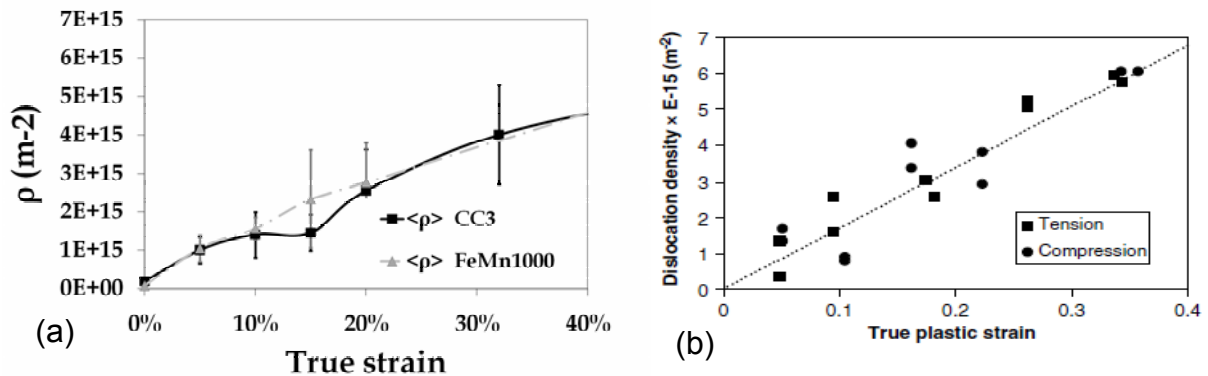 7E+15
6E+15
5E+15
4E+15
3E+15
2E+15
1E+15
0E+00
ρ (m-2)
<ρ> CC3
<ρ> FeMn1000
0% 10% 20% 30% 40%
True strain
(a)
Dislocation density × E-15 (m⁻²)
7
6
5
4
3
2
1
0
Tension
Compression
0 0.1 0.2 0.3 0.4
True plastic strain
(b)